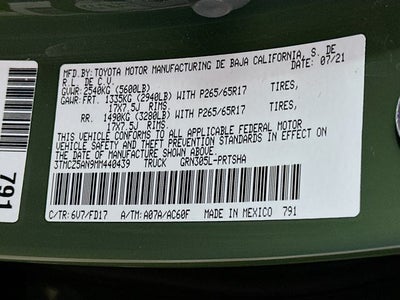 MFD.BY: TOYOTA MOTOR MANUFACTURING DE BAJA CALIFORNIA, S. DE
R.L. DE C.V. DATE: 07/21
GVWR: 2540KG (5600LB)
GAWR: FRT. 1335KG (2940LB) WITH P265/65R17 TIRES,
17X7.5J RIMS,
RR. 1490KG (3280LB) WITH P265/65R17 TIRES,
17X7.5J RIMS.
THIS VEHICLE CONFORMS TO ALL APPLICABLE FEDERAL MOTOR
VEHICLE SAFETY AND THEFT PREVENTION STANDARDS IN EFFECT ON
THE DATE OF MANUFACTURE SHOWN ABOVE.
3TMCZ5AN9MM440439 TRUCK GRN305L-PRTSHA
C/TR: 6V7/FD17 A/TM: A07A/AC60F MADE IN MEXICO 791
791